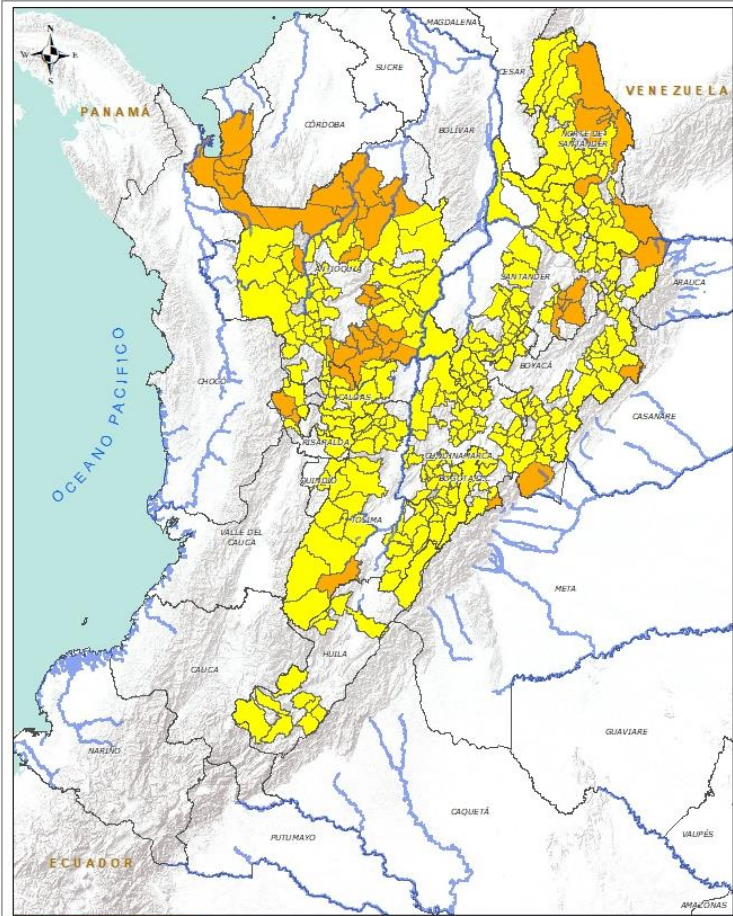 MAGDALENA
N
W E
S
SUCRE
CESAR
VENEZUELA
PANAMÁ
CÓRDOBA
BOLÍVAR
NORTE DE
SANTANDER
ANTIOQUIA
SANTANDER
ARAUCA
OCEANO PACIFICO
CHOCÓ
BOYACÁ
CALDAS
CASANARE
RISARALDA
CUNDINAMARCA
QUINDÍO
BOGOTÁ D.C.
TOLIMA
VALLE DEL
CAUCA
META
HUILA
CAUCA
GUAVIARE
NARIÑO
CAQUETÁ
PUTUMAYO
VAUPÉS
ECUADOR
AMAZONAS